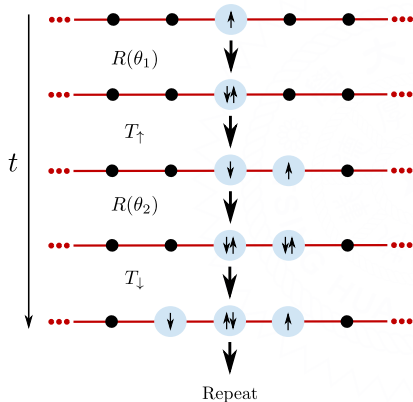 ↑
R(θ₁)
↓↑
T↑
t
↓ ↑
R(θ₂)
↓↑ ↓↑
T↓
↓ ↑↓ ↑
Repeat